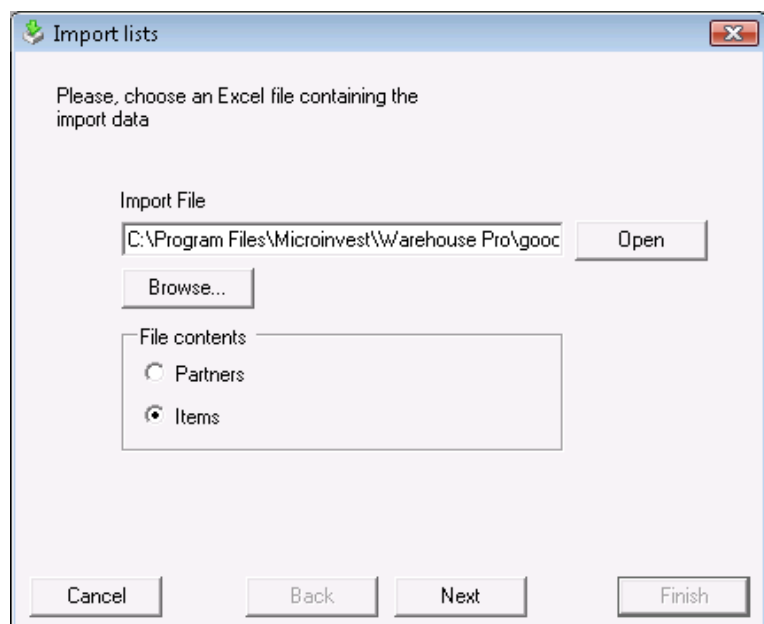 Import lists
Please, choose an Excel file containing the
import data
Import File
C:\Program Files\Microinvest\Warehouse Pro\gooc
Open
Browse...
File contents
Partners
Items
Cancel
Back
Next
Finish